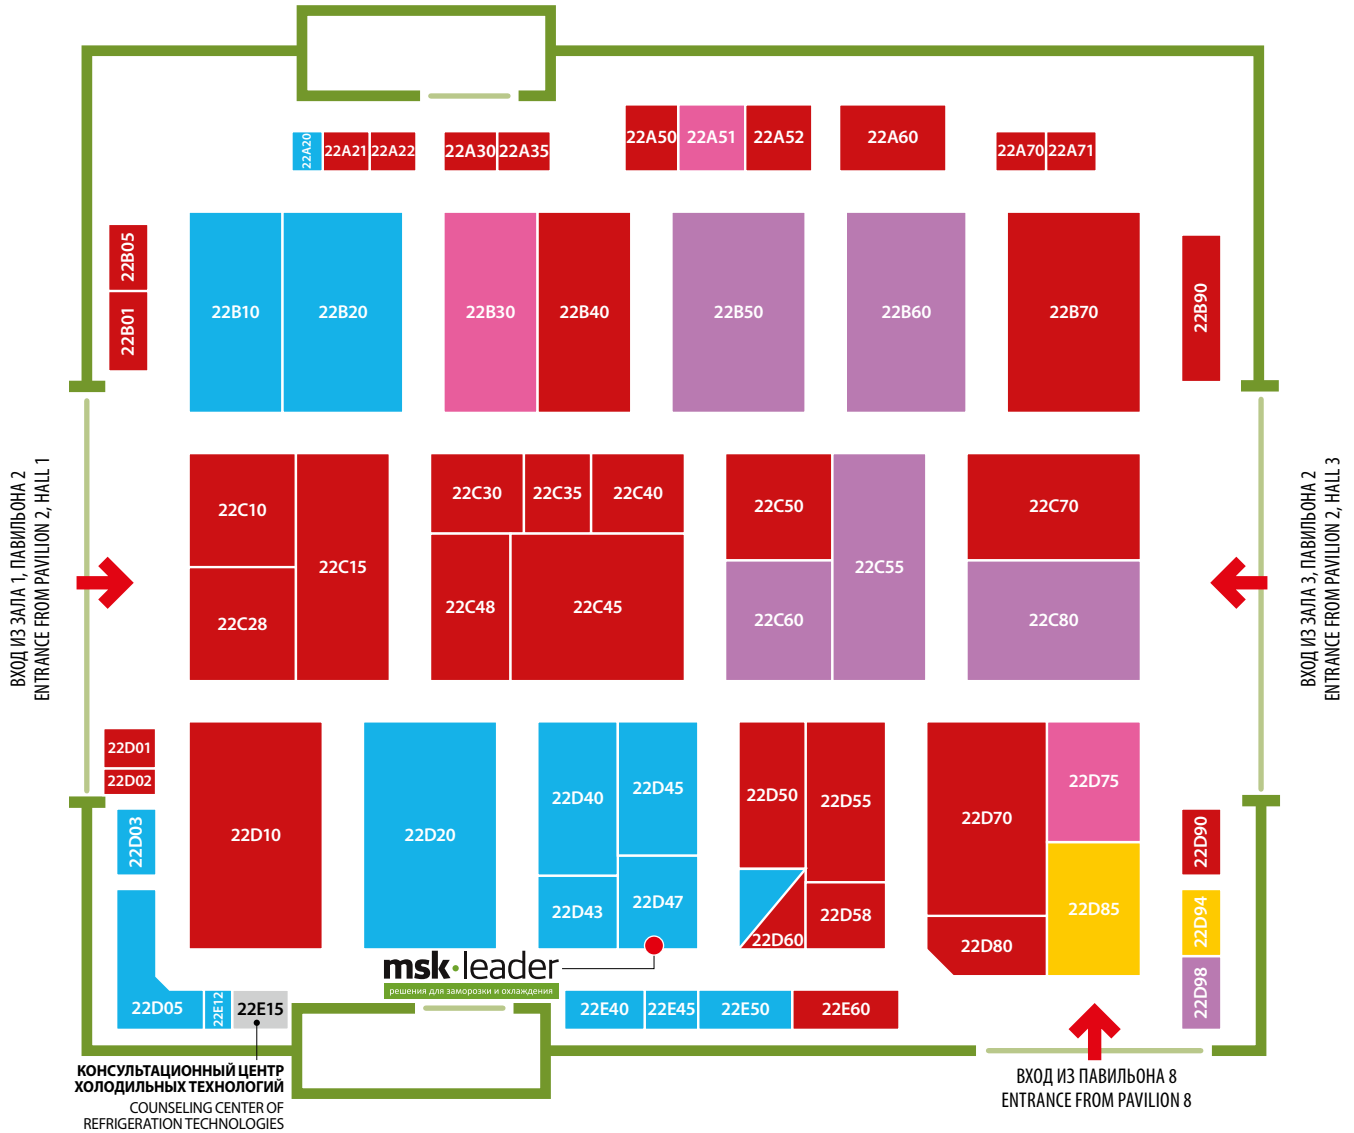 22A20
22A21
22A22
22A30
22A35
22A50
22A51
22A52
22A60
22A70
22A71
22B05
22B01
22B10
22B20
22B30
22B40
22B50
22B60
22B70
22B90
ВХОД ИЗ ЗАЛА 1, ПАВИЛЬОНА 2
ENTRANCE FROM PAVILION 2, HALL 1
22C10
22C28
22C15
22C30
22C35
22C40
22C48
22C45
22C50
22C60
22C55
22C70
22C80
ВХОД ИЗ ЗАЛА 3, ПАВИЛЬОНА 2
ENTRANCE FROM PAVILION 2, HALL 3
22D01
22D02
22D03
22D05
22D10
22D20
22D40
22D45
22D43
22D47
22D50
22D55
22D60
22D58
22D70
22D75
22D80
22D85
22D90
22D94
22D98
msk·leader
решения для заморозки и охлаждения
22E12
22E15
22E40
22E45
22E50
22E60
КОНСУЛЬТАЦИОННЫЙ ЦЕНТР
ХОЛОДИЛЬНЫХ ТЕХНОЛОГИЙ
COUNSELING CENTER OF
REFRIGERATION TECHNOLOGIES
ВХОД ИЗ ПАВИЛЬОНА 8
ENTRANCE FROM PAVILION 8